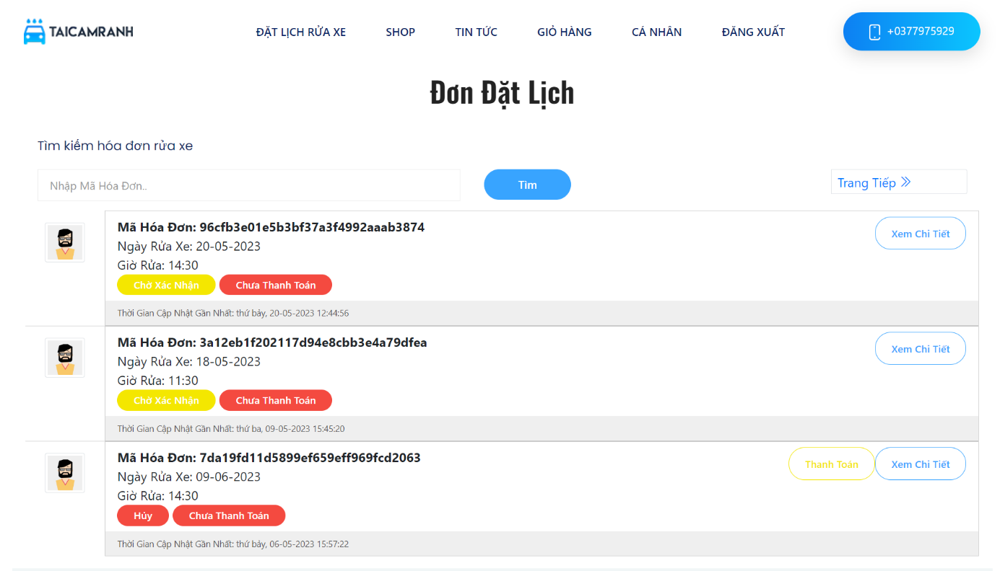 TAICAMRANH
ĐẶT LỊCH RỬA XE SHOP TIN TỨC GIỎ HÀNG CÁ NHÂN ĐĂNG XUẤT
+0377975929
Đơn Đặt Lịch
Tìm kiếm hóa đơn rửa xe
Nhập Mã Hóa Đơn..
Tìm
Trang Tiếp
Mã Hóa Đơn: 96cfb3e01e5b3bf37a3f4992aaab3874
Xem Chi Tiết
Ngày Rửa Xe: 20-05-2023
Giờ Rửa: 14:30
Chờ Xác Nhận Chưa Thanh Toán
Thời Gian Cập Nhật Gần Nhất: thứ bảy, 20-05-2023 12:44:56
Mã Hóa Đơn: 3a12eb1f202117d94e8cbb3e4a79dfea
Xem Chi Tiết
Ngày Rửa Xe: 18-05-2023
Giờ Rửa: 11:30
Chờ Xác Nhận Chưa Thanh Toán
Thời Gian Cập Nhật Gần Nhất: thứ ba, 09-05-2023 15:45:20
Mã Hóa Đơn: 7da19fd11d5899ef659eff969fcd2063
Thanh Toán Xem Chi Tiết
Ngày Rửa Xe: 09-06-2023
Giờ Rửa: 14:30
Hủy Chưa Thanh Toán
Thời Gian Cập Nhật Gần Nhất: thứ bảy, 06-05-2023 15:57:22